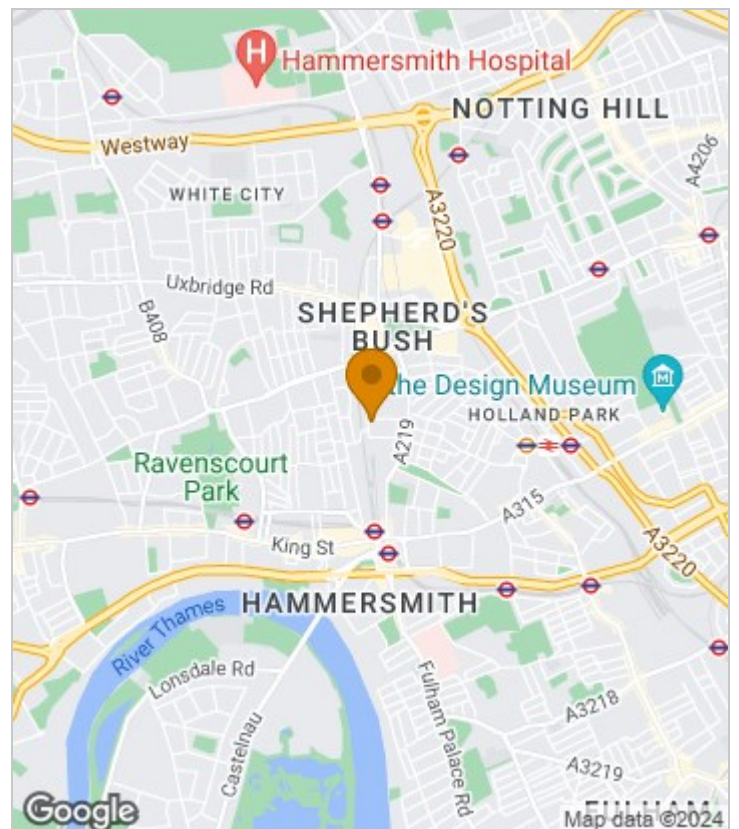 H
Hammersmith Hospital
NOTTING HILL
Westway
A4206
WHITE CITY
A3220
Uxbridge Rd
B408
SHEPHERD'S
BUSH
the Design Museum
M
HOLLAND PARK
A219
Ravenscourt
Park
A315
King St
A3220
HAMMERSMITH
River Thames
Lonsdale Rd
Castelnau
Fulham Palace Rd
A3218
A3219
FULHAM
Google
Map data ©2024